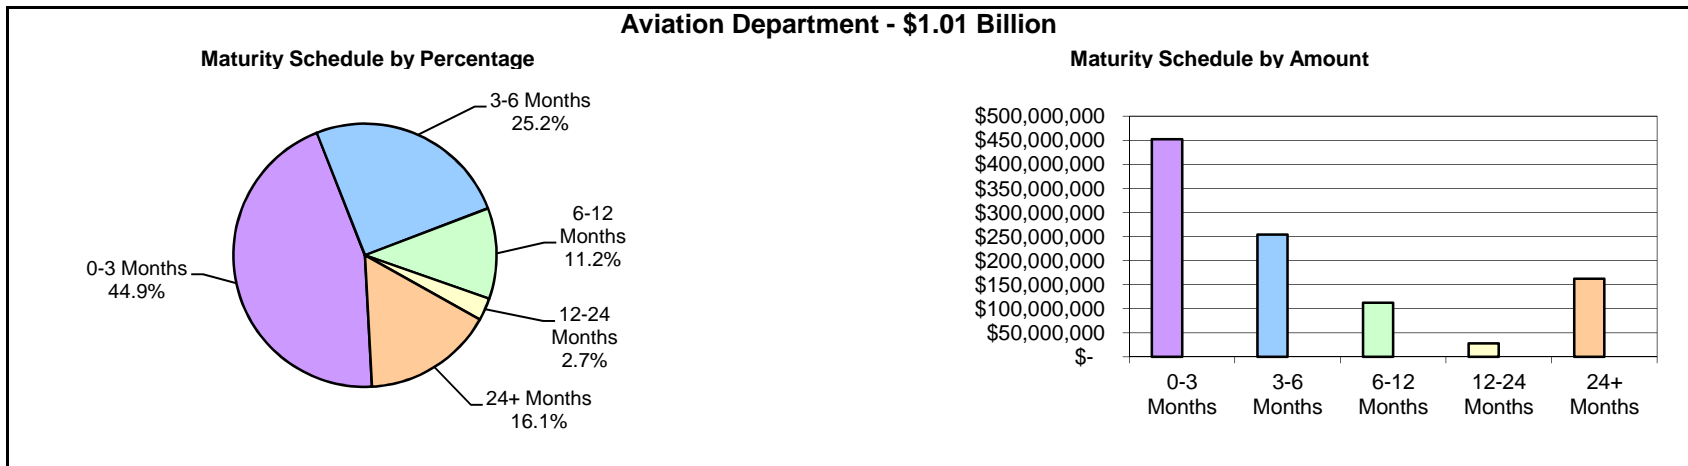 Aviation Department - $1.01 Billion
Maturity Schedule by Percentage
3-6 Months
25.2%
6-12
Months
11.2%
0-3 Months
44.9%
12-24
Months
2.7%
24+ Months
16.1%
Maturity Schedule by Amount
$500,000,000
$450,000,000
$400,000,000
$350,000,000
$300,000,000
$250,000,000
$200,000,000
$150,000,000
$100,000,000
$50,000,000
$-
0-3
Months
3-6
Months
6-12
Months
12-24
Months
24+
Months